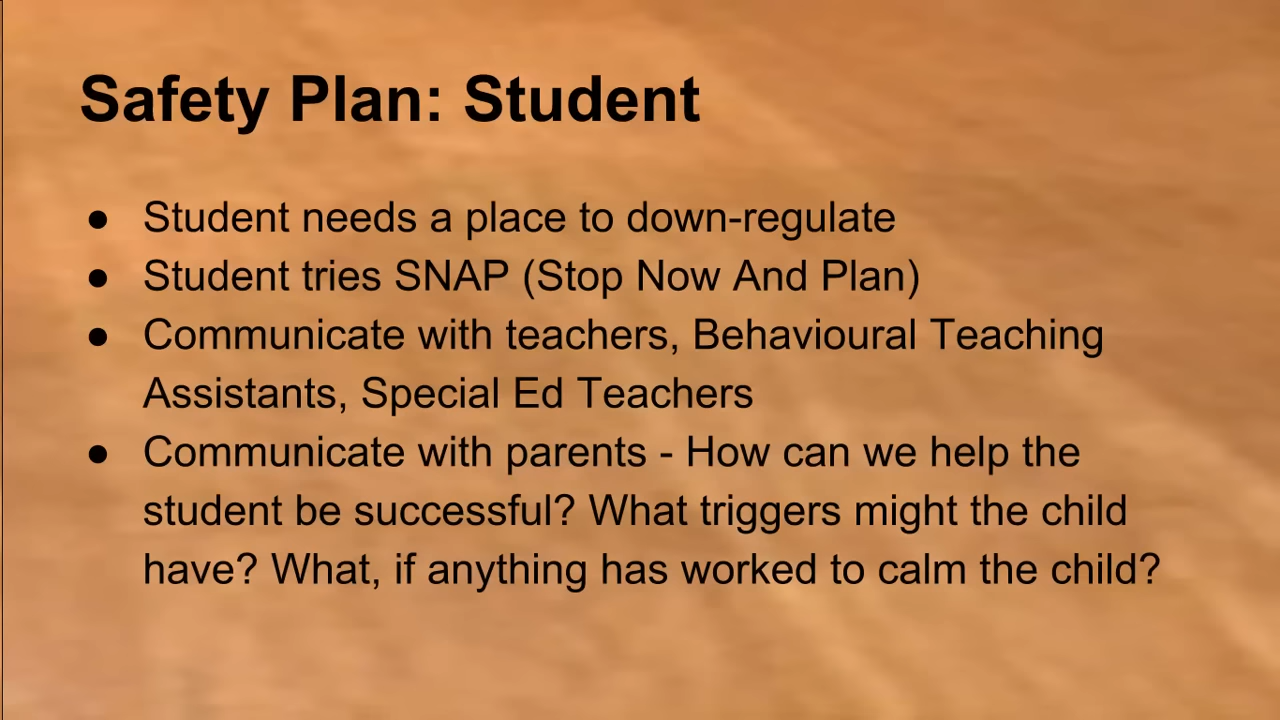 Safety Plan: Student
● Student needs a place to down-regulate
● Student tries SNAP (Stop Now And Plan)
● Communicate with teachers, Behavioural Teaching
Assistants, Special Ed Teachers
● Communicate with parents - How can we help the
student be successful? What triggers might the child
have? What, if anything has worked to calm the child?